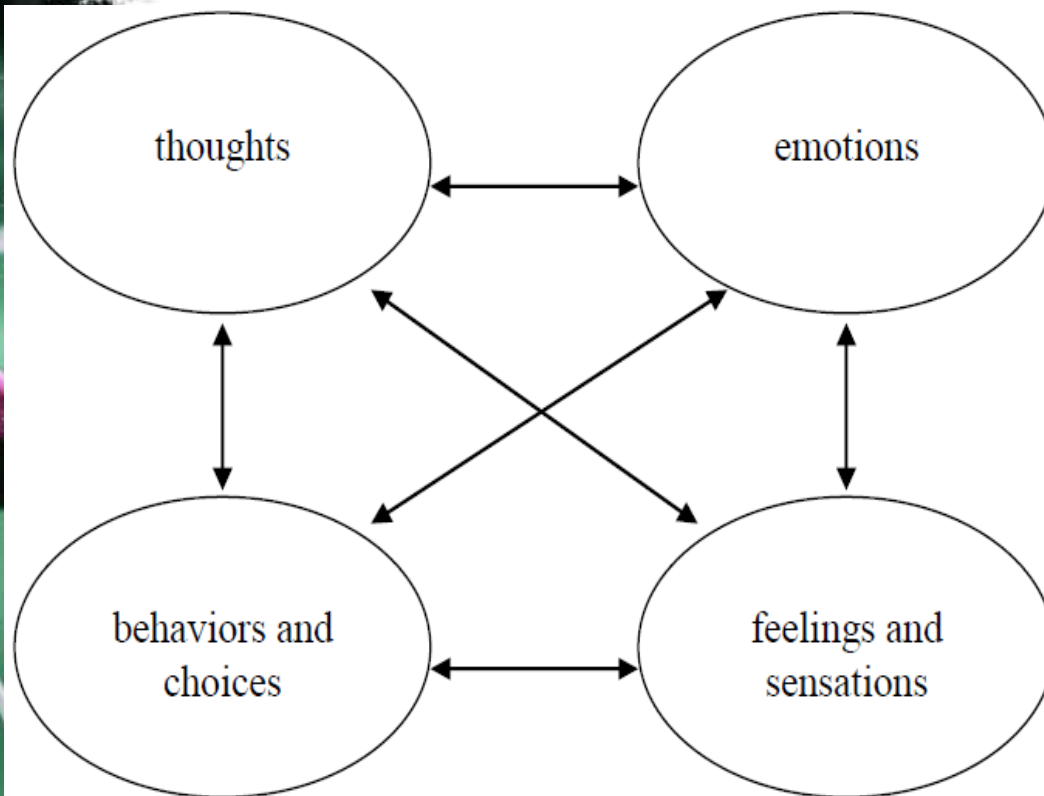 thoughts
emotions
behaviors and
choices
feelings and
sensations